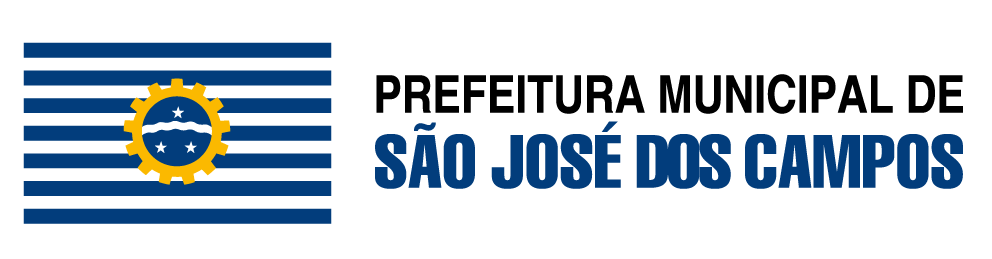 PREFEITURA MUNICIPAL DE
SÃO JOSÉ DOS CAMPOS